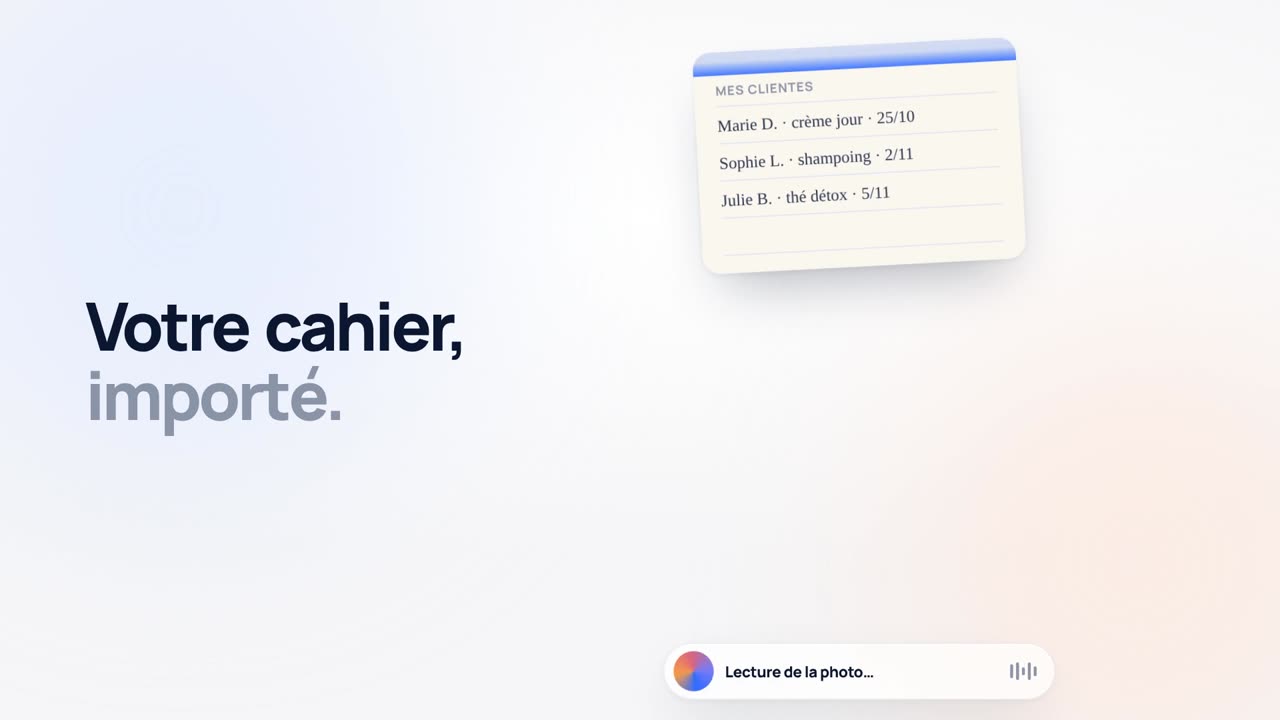 MES CLIENTES
Marie D. · crème jour · 25/10
Sophie L. · shampoing · 2/11
Julie B. · thé détox · 5/11
Votre cahier,
importé.
Lecture de la photo...